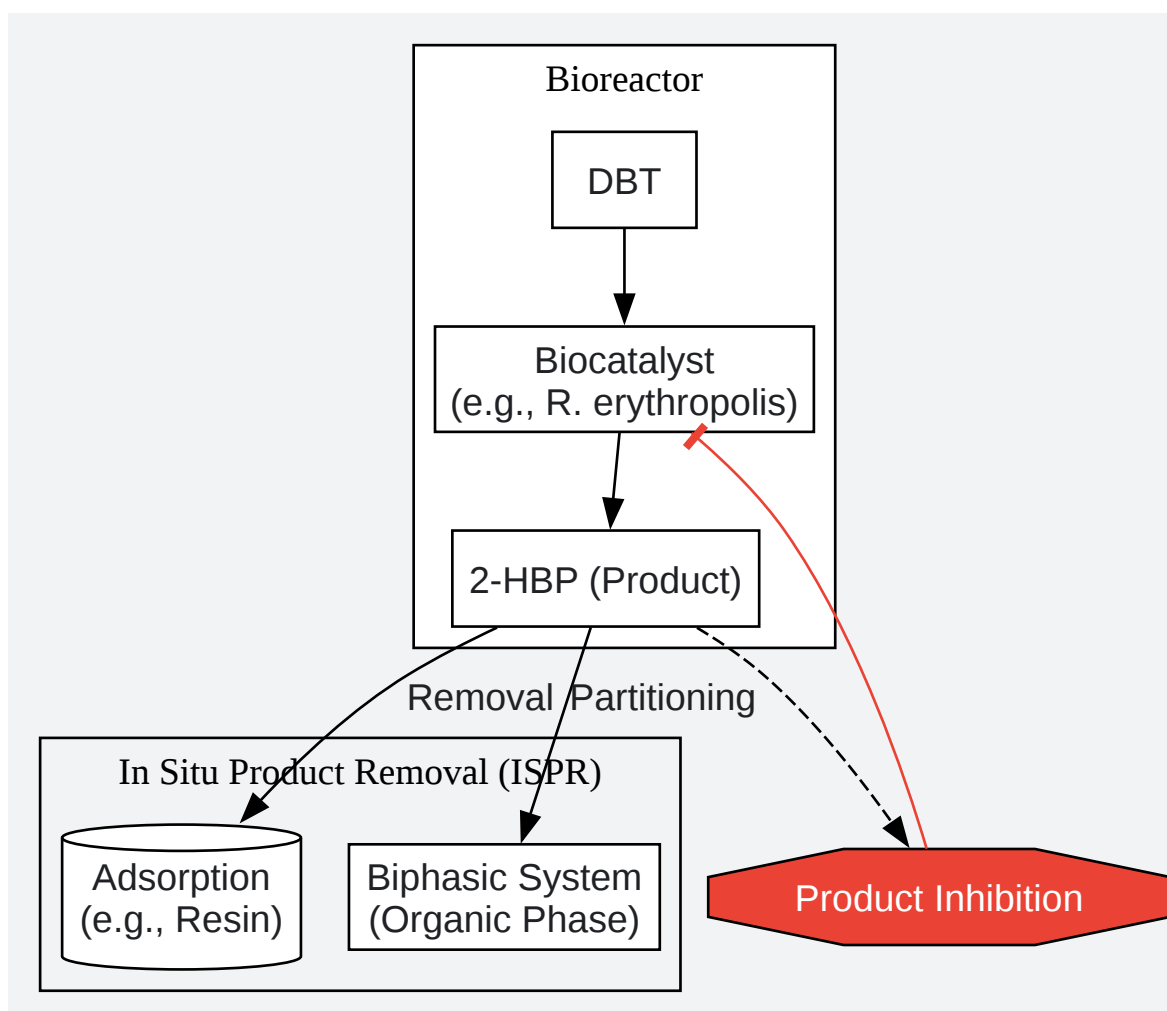 Bioreactor
DBT
Biocatalyst
(e.g., R. erythropolis)
2-HBP (Product)
Removal
Partitioning
In Situ Product Removal (ISPR)
Adsorption
(e.g., Resin)
Biphasic System
(Organic Phase)
Product Inhibition